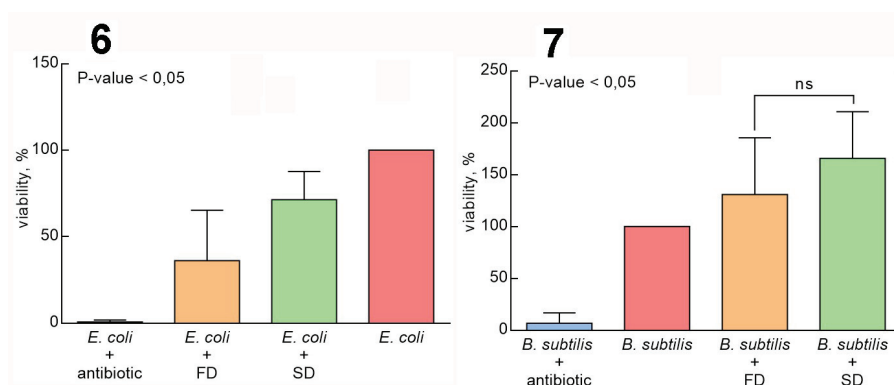 6
P-value < 0,05
150
100
50
0
viability, %
E. coli
+
antibiotic
E. coli
+
FD
E. coli
+
SD
E. coli
7
P-value < 0,05
ns
250
200
150
100
50
0
viability, %
B. subtilis
+
antibiotic
B. subtilis
B. subtilis
+
FD
B. subtilis
+
SD